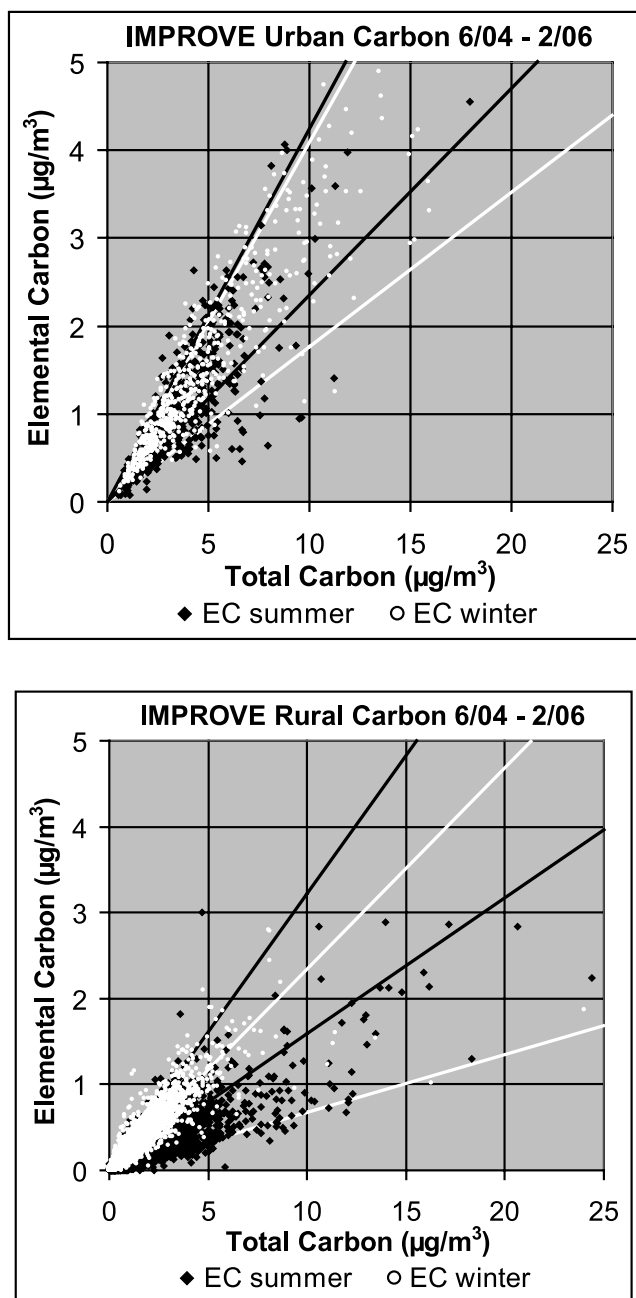 IMPROVE Urban Carbon 6/04 - 2/06
5
4
3
2
1
0
Elemental Carbon (µg/m³)
0 5 10 15 20 25
Total Carbon (µg/m³)
◆ EC summer ○ EC winter
IMPROVE Rural Carbon 6/04 - 2/06
5
4
3
2
1
0
Elemental Carbon (µg/m³)
0 5 10 15 20 25
Total Carbon (µg/m³)
◆ EC summer ○ EC winter